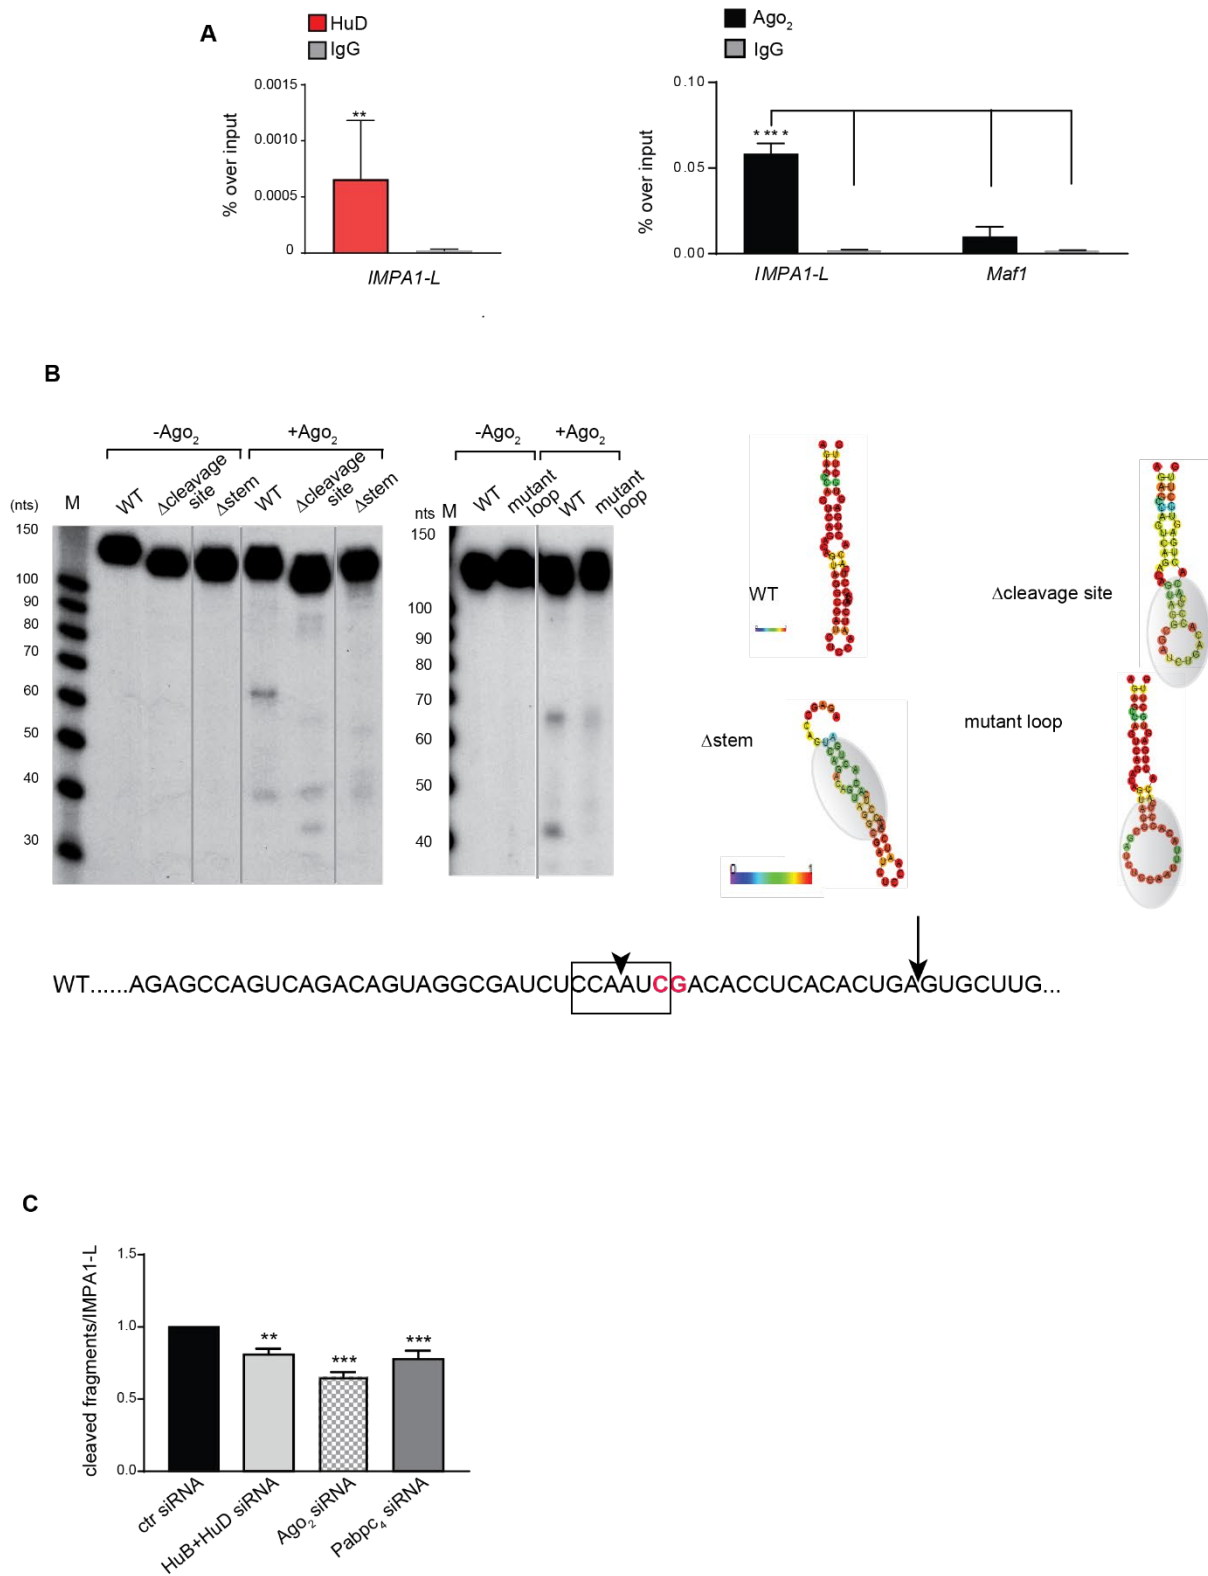 A
HuD
IgG
% over input
0.0015
0.0010
0.0005
0
**
IMPA1-L
Ago2
IgG
% over input
0.10
0.05
0.00
* ** *
IMPA1-L
Maf1
B
-Ago2
+Ago2
(nts)
M
WT
Δcleavage site
Δstem
WT
Δcleavage site
Δstem
150
100
90
80
70
60
50
40
30
-Ago2
+Ago2
nts
M
WT
mutant loop
WT
mutant loop
150
100
90
80
70
60
50
40
WT
Δcleavage site
Δstem
mutant loop
WT......AGAGCCAGUCAGACAGUAGGCGAUCUCCAAUCGACACCUCACACUGAGUGCUUG...
C
cleaved fragments/IMPA1-L
1.5
1.0
0.5
0.0
**
***
***
ctr siRNA
HuB+HuD siRNA
Ago2 siRNA
Pabpc4 siRNA